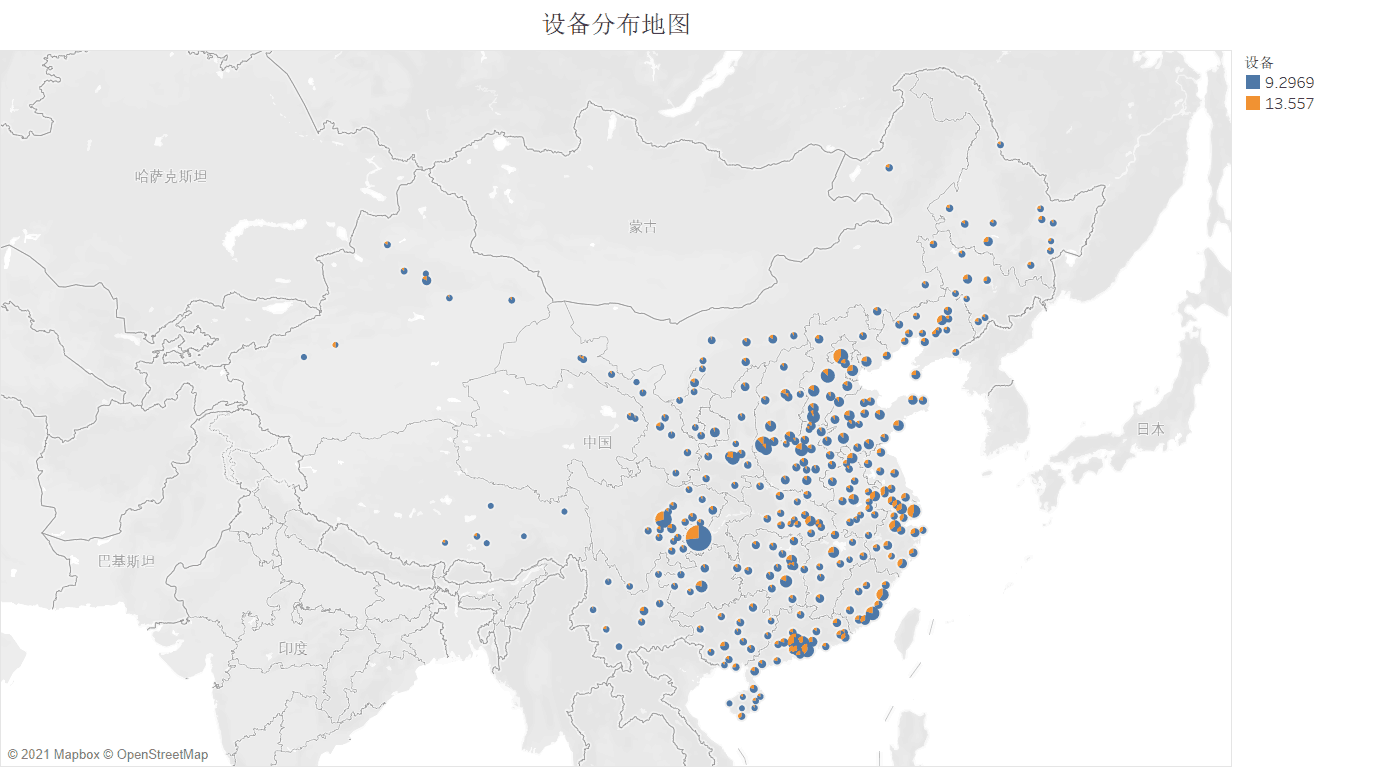 设备分布地图
设备
9.2969
13.557
哈萨克斯坦
蒙古
中国
日本
巴基斯坦
印度
© 2021 Mapbox © OpenStreetMap